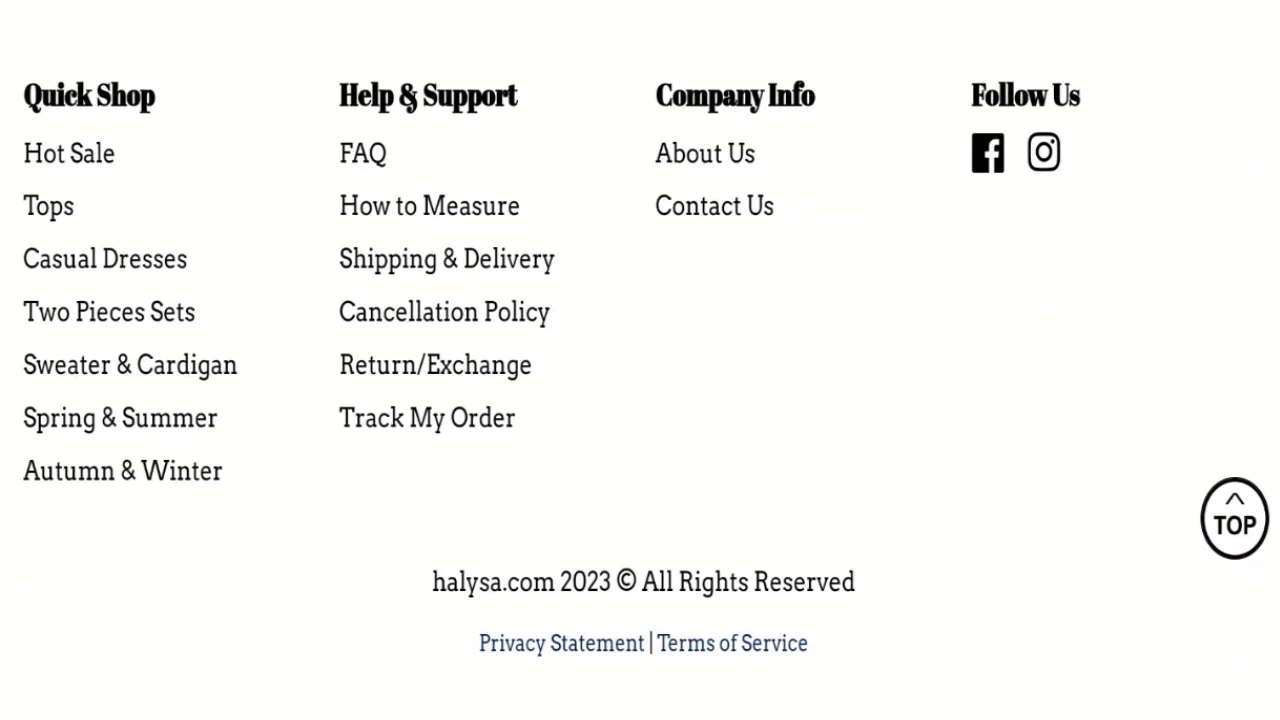 Quick Shop
Hot Sale
Tops
Casual Dresses
Two Pieces Sets
Sweater & Cardigan
Spring & Summer
Autumn & Winter
Help & Support
FAQ
How to Measure
Shipping & Delivery
Cancellation Policy
Return/Exchange
Track My Order
Company Info
About Us
Contact Us
Follow Us
TOP
halysa.com 2023 © All Rights Reserved
Privacy Statement | Terms of Service